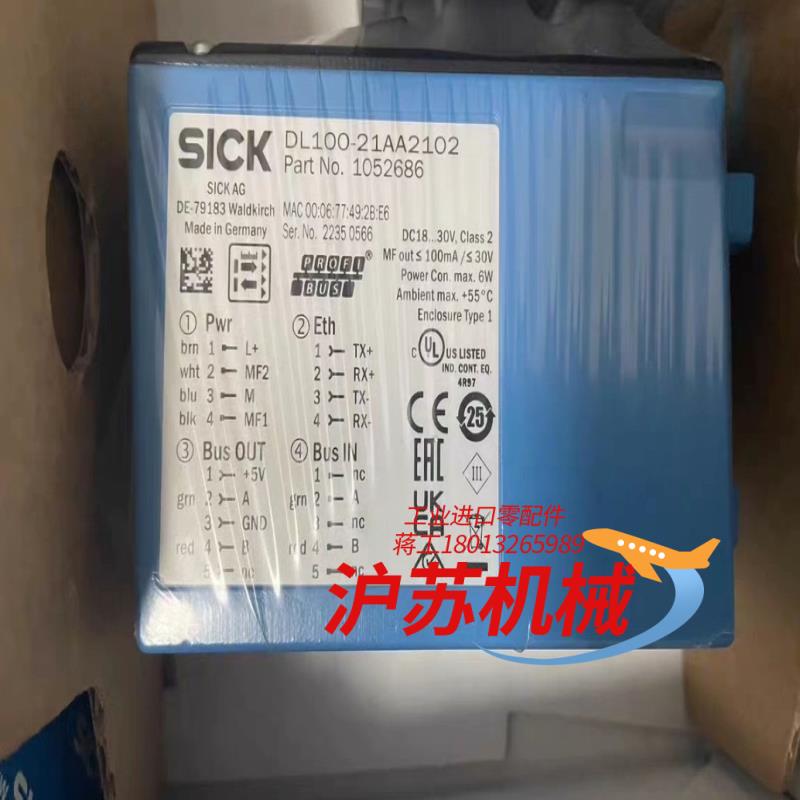 SICK
SICK AG
DE-79183 Waldkirch
Made in Germany
DL100-21AA2102
Part No. 1052686
MAC 00:06:77:49:2B:E6
Ser. No. 2235 0566
PROFI
BUS
®
DC18...30V, Class 2
MF out ≤ 100mA / ≤ 30V
Power Con. max. 6W
Ambient max. +55°C
Enclosure Type 1
① Pwr
brn 1 L+
wht 2 MF2
blu 3 M
blk 4 MF1
② Eth
1 TX+
2 RX+
3 TX-
4 RX-
C UL US LISTED
IND. CONT. EQ.
4R97
CE
25
EAC
III
UK
CA
③ Bus OUT
1 +5V
grn 2 A
3 GND
red 4 B
5 nc
④ Bus IN
1 nc
grn 2 A
3 nc
red 4 B
5 nc
工业进口零配件
蒋工18013265989
沪苏机械